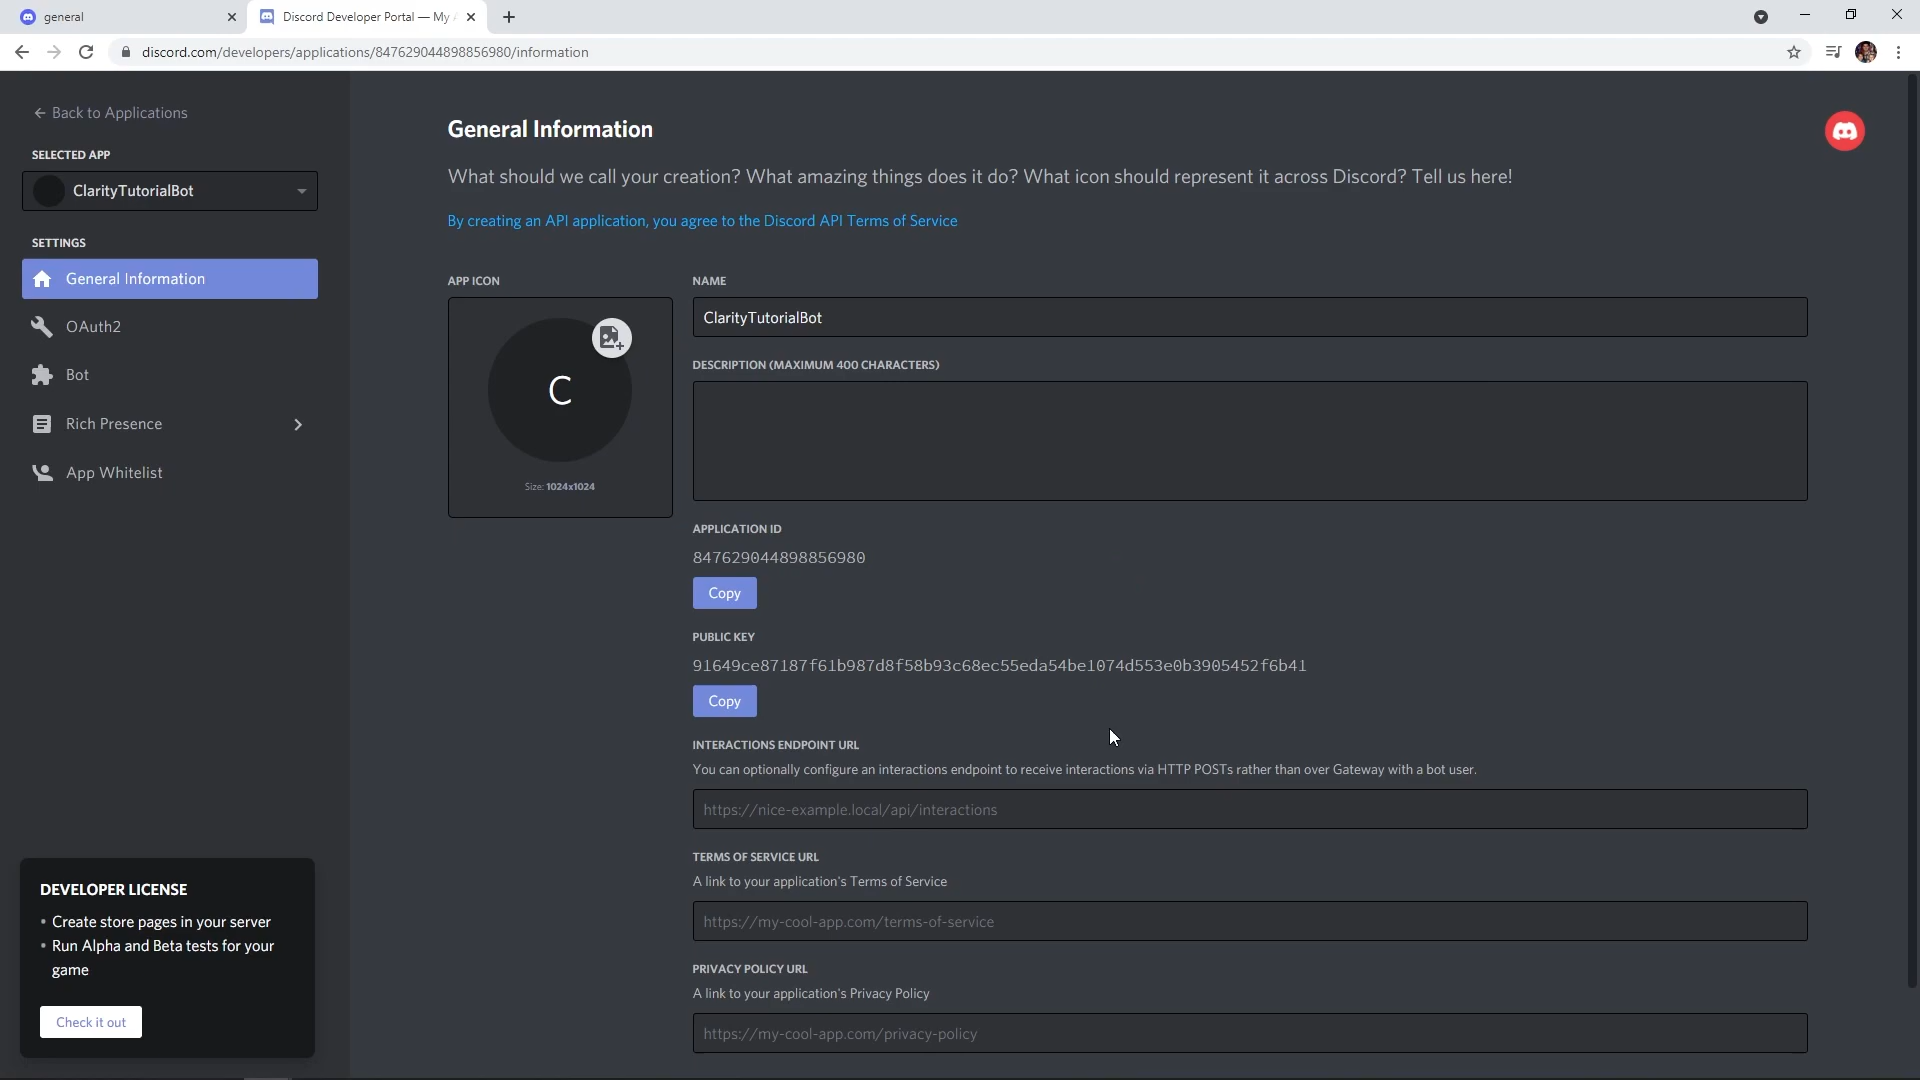 general
Discord Developer Portal — My
discord.com/developers/applications/847629044898856980/information
Back to Applications
SELECTED APP
ClarityTutorialBot
SETTINGS
General Information
OAuth2
Bot
Rich Presence
App Whitelist
DEVELOPER LICENSE
• Create store pages in your server
• Run Alpha and Beta tests for your
game
Check it out
General Information
What should we call your creation? What amazing things does it do? What icon should represent it across Discord? Tell us here!
By creating an API application, you agree to the Discord API Terms of Service
APP ICON
C
Size: 1024x1024
NAME
ClarityTutorialBot
DESCRIPTION (MAXIMUM 400 CHARACTERS)
APPLICATION ID
847629044898856980
Copy
PUBLIC KEY
91649ce87187f61b987d8f58b93c68ec55eda54be1074d553e0b3905452f6b41
Copy
INTERACTIONS ENDPOINT URL
You can optionally configure an interactions endpoint to receive interactions via HTTP POSTs rather than over Gateway with a bot user.
https://nice-example.local/api/interactions
TERMS OF SERVICE URL
A link to your application's Terms of Service
https://my-cool-app.com/terms-of-service
PRIVACY POLICY URL
A link to your application's Privacy Policy
https://my-cool-app.com/privacy-policy